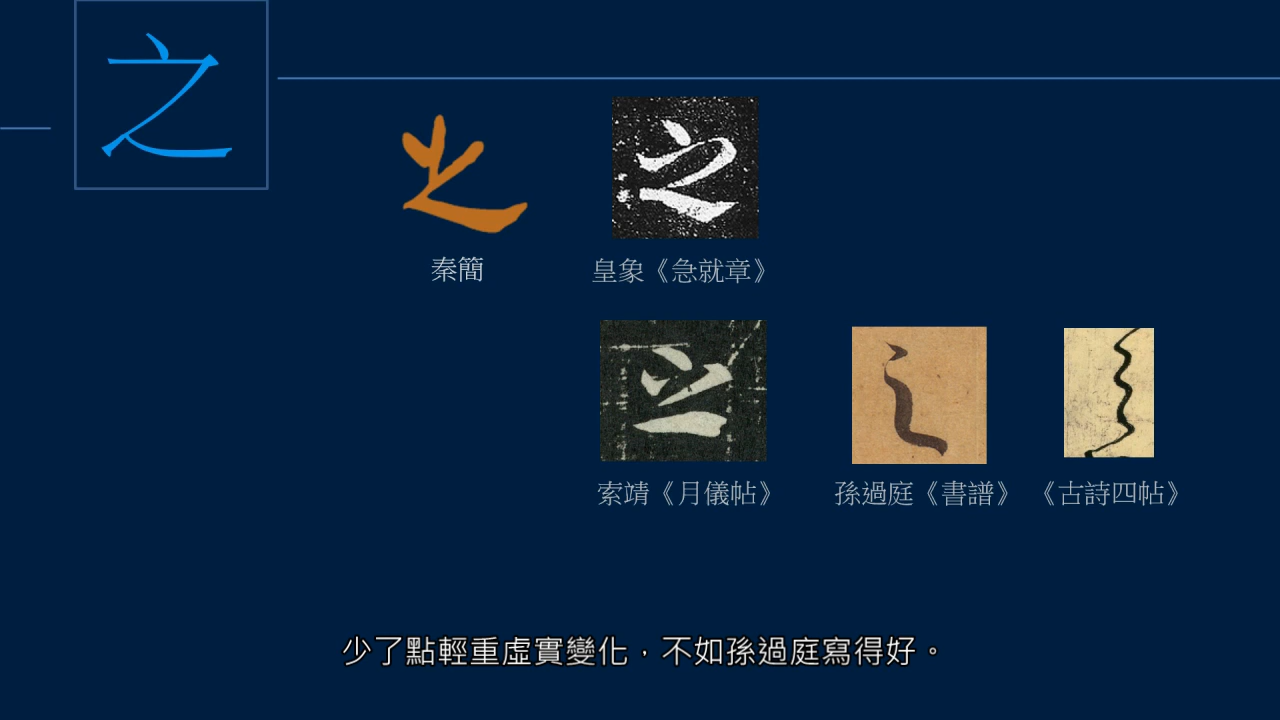 之
秦簡
皇象《急就章》
索靖《月儀帖》
孫過庭《書譜》
《古詩四帖》
少了點輕重虛實變化，不如孫過庭寫得好。